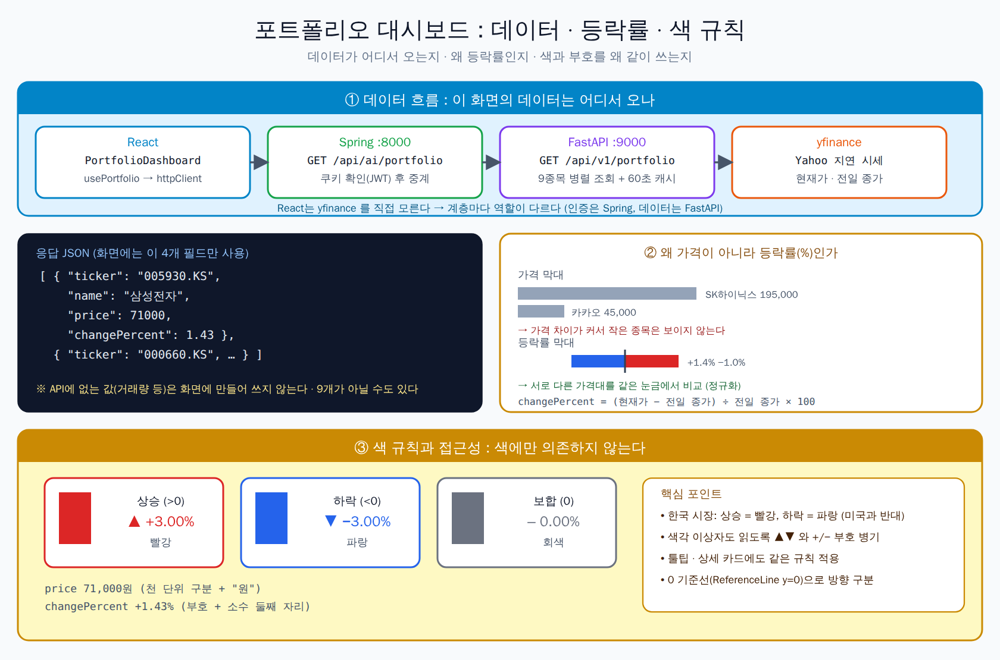 포트폴리오 대시보드 : 데이터 · 등락률 · 색 규칙
데이터가 어디서 오는지 · 왜 등락률인지 · 색과 부호를 왜 같이 쓰는지
① 데이터 흐름 : 이 화면의 데이터는 어디서 오나
React
PortfolioDashboard
usePortfolio → httpClient
Spring :8000
GET /api/ai/portfolio
쿠키 확인(JWT) 후 중계
FastAPI :9000
GET /api/v1/portfolio
9종목 병렬 조회 + 60초 캐시
yfinance
Yahoo 지연 시세
현재가 · 전일 종가
React는 yfinance 를 직접 모른다 → 계층마다 역할이 다르다 (인증은 Spring, 데이터는 FastAPI)
응답 JSON (화면에는 이 4개 필드만 사용)
[ { "ticker": "005930.KS",
"name": "삼성전자",
"price": 71000,
"changePercent": 1.43 },
{ "ticker": "000660.KS", … } ]
※ API에 없는 값(거래량 등)은 화면에 만들어 쓰지 않는다 · 9개가 아닐 수도 있다
② 왜 가격이 아니라 등락률(%)인가
가격 막대
SK하이닉스 195,000
카카오 45,000
→ 가격 차이가 커서 작은 종목은 보이지 않는다
등락률 막대
+1.4% −1.0%
→ 서로 다른 가격대를 같은 눈금에서 비교 (정규화)
changePercent = (현재가 − 전일 종가) ÷ 전일 종가 × 100
③ 색 규칙과 접근성 : 색에만 의존하지 않는다
상승 (>0)
▲ +3.00%
빨강
하락 (<0)
▼ −3.00%
파랑
보합 (0)
– 0.00%
회색
price 71,000원 (천 단위 구분 + "원")
changePercent +1.43% (부호 + 소수 둘째 자리)
핵심 포인트
• 한국 시장: 상승 = 빨강, 하락 = 파랑 (미국과 반대)
• 색각 이상자도 읽도록 ▲▼ 와 +/− 부호 병기
• 툴팁 · 상세 카드에도 같은 규칙 적용
• 0 기준선(ReferenceLine y=0)으로 방향 구분